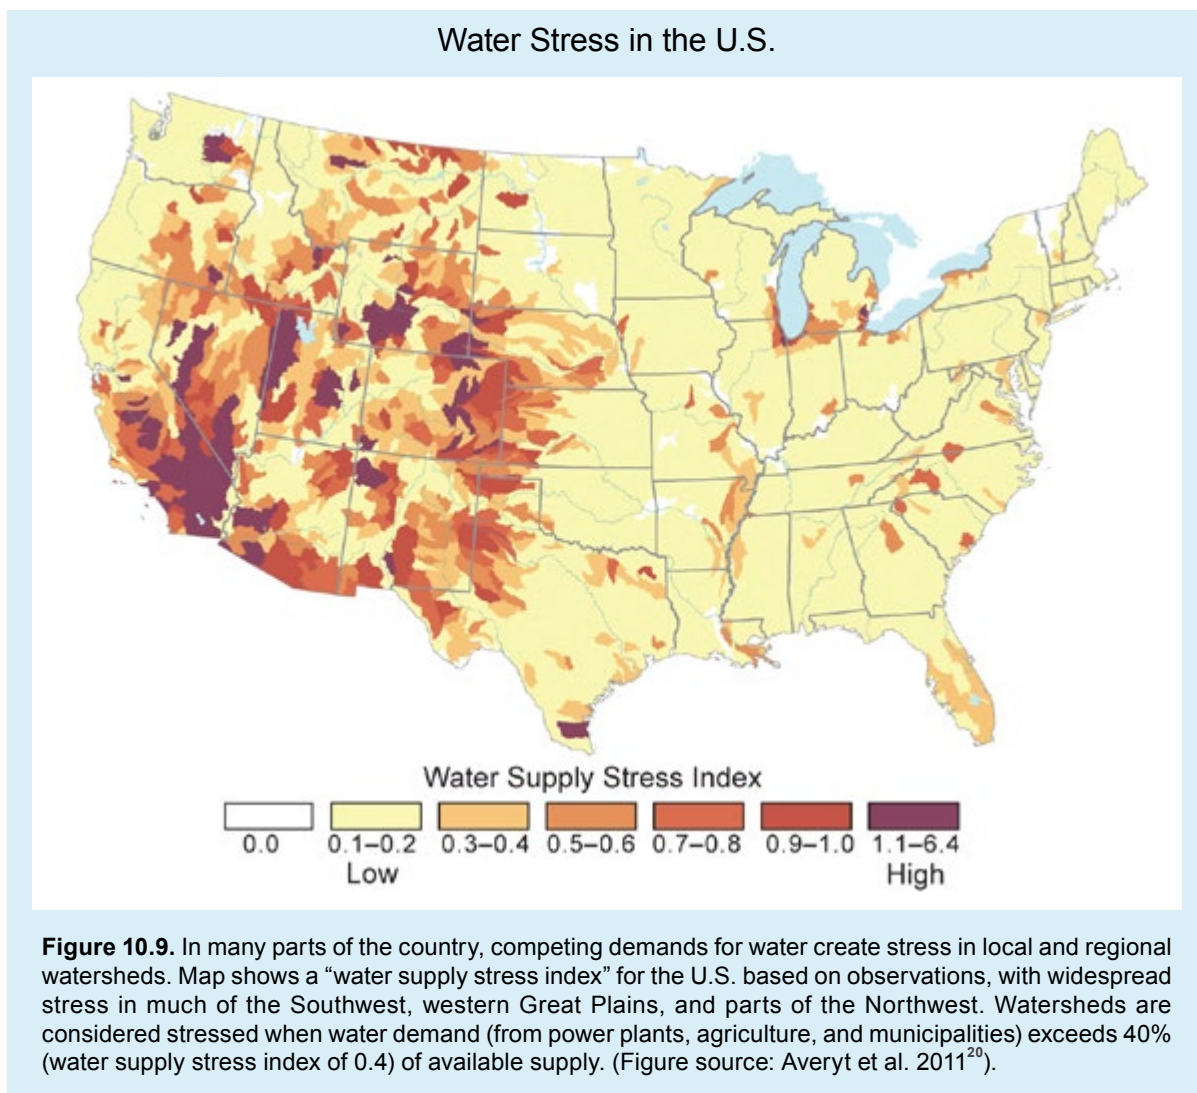 Water Stress in the U.S.
Water Supply Stress Index
0.0 0.1–0.2 0.3–0.4 0.5–0.6 0.7–0.8 0.9–1.0 1.1–6.4
Low High
Figure 10.9. In many parts of the country, competing demands for water create stress in local and regional
watersheds. Map shows a “water supply stress index” for the U.S. based on observations, with widespread
stress in much of the Southwest, western Great Plains, and parts of the Northwest. Watersheds are
considered stressed when water demand (from power plants, agriculture, and municipalities) exceeds 40%
(water supply stress index of 0.4) of available supply. (Figure source: Averyt et al. 2011²⁰).